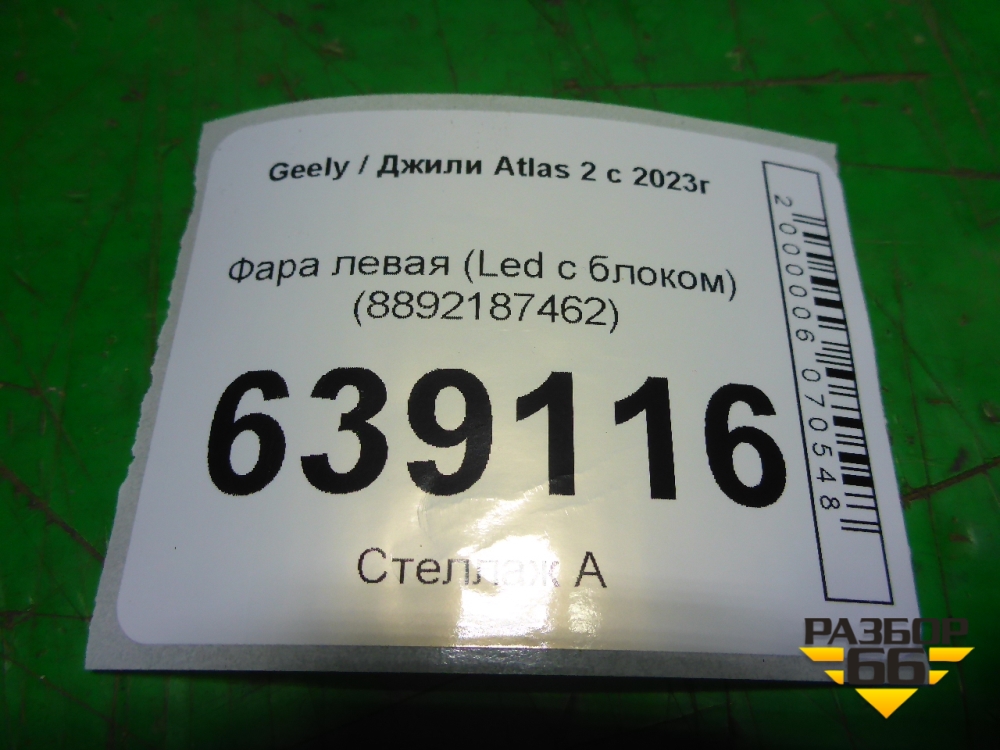 Geely / Джили Atlas 2 с 2023г
Фара левая (Led с блоком)
(8892187462)
639116
Стеллаж А
2000006070548
РАЗБОР
66